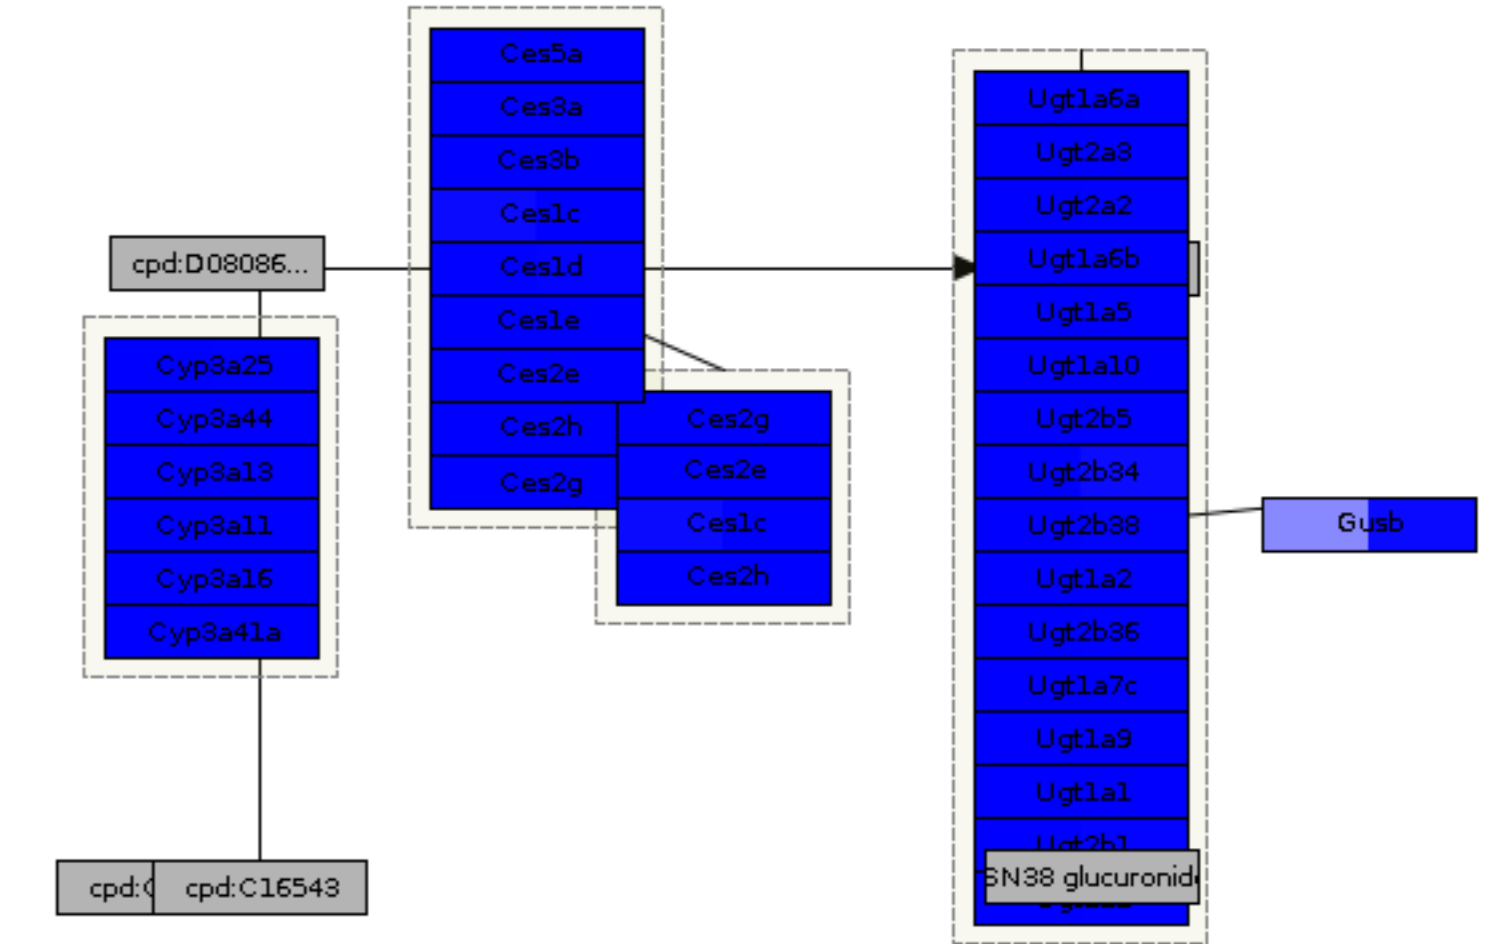 cpd:D08086...
Cyp3a25
Cyp3a44
Cyp3a13
Cyp3a11
Cyp3a16
Cyp3a41a
cpd:C16543
Ces5a
Ces3a
Ces3b
Ces1c
Ces1d
Ces1e
Ces2e
Ces2h
Ces2g
Ces2g
Ces2e
Ces1c
Ces2h
Ugt1a6a
Ugt2a3
Ugt2a2
Ugt1a6b
Ugt1a5
Ugt1a10
Ugt2b5
Ugt2b34
Ugt2b38
Ugt1a2
Ugt2b36
Ugt1a7c
Ugt1a9
Ugt1a1
Ugt2b1
SN38 glucuronid
Gusb